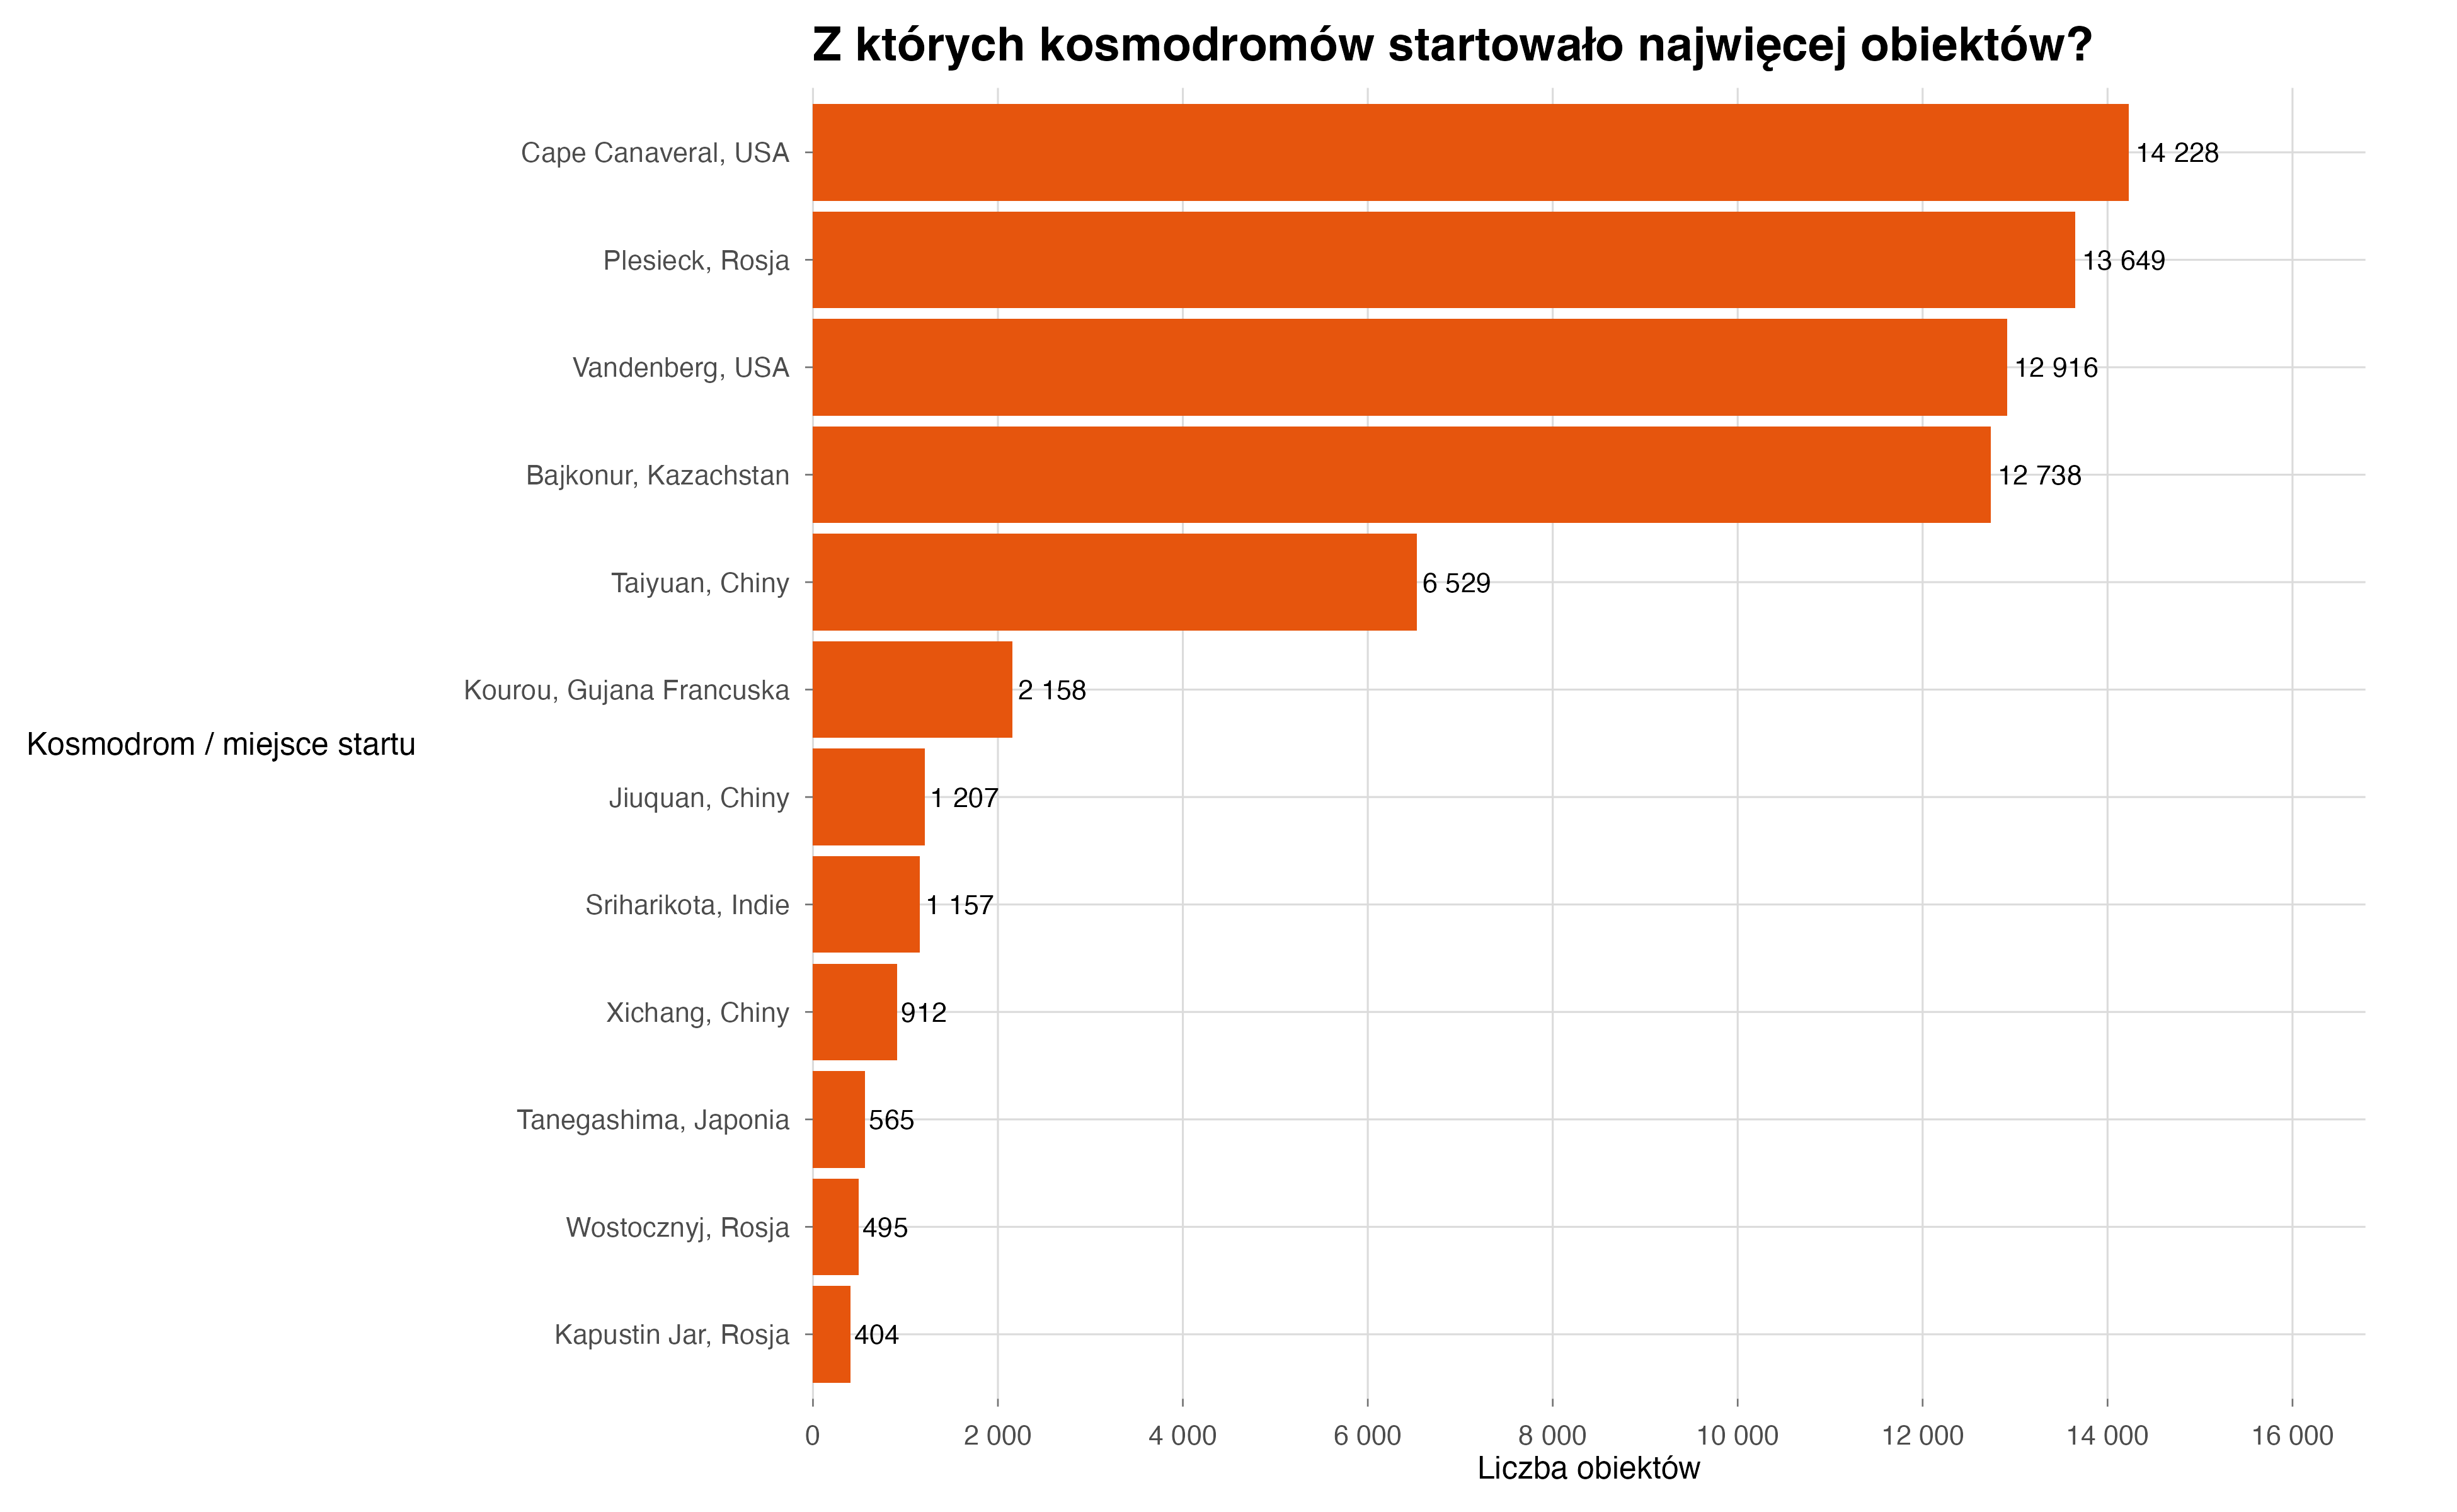 Z których kosmodromów startowało najwięcej obiektów?
Cape Canaveral, USA 14 228
Plesieck, Rosja 13 649
Vandenberg, USA 12 916
Bajkonur, Kazachstan 12 738
Taiyuan, Chiny 6 529
Kourou, Gujana Francuska 2 158
Kosmodrom / miejsce startu
Jiuquan, Chiny 1 207
Sriharikota, Indie 1 157
Xichang, Chiny 912
Tanegashima, Japonia 565
Wostocznyj, Rosja 495
Kapustin Jar, Rosja 404
0 2 000 4 000 6 000 8 000 10 000 12 000 14 000 16 000
Liczba obiektów